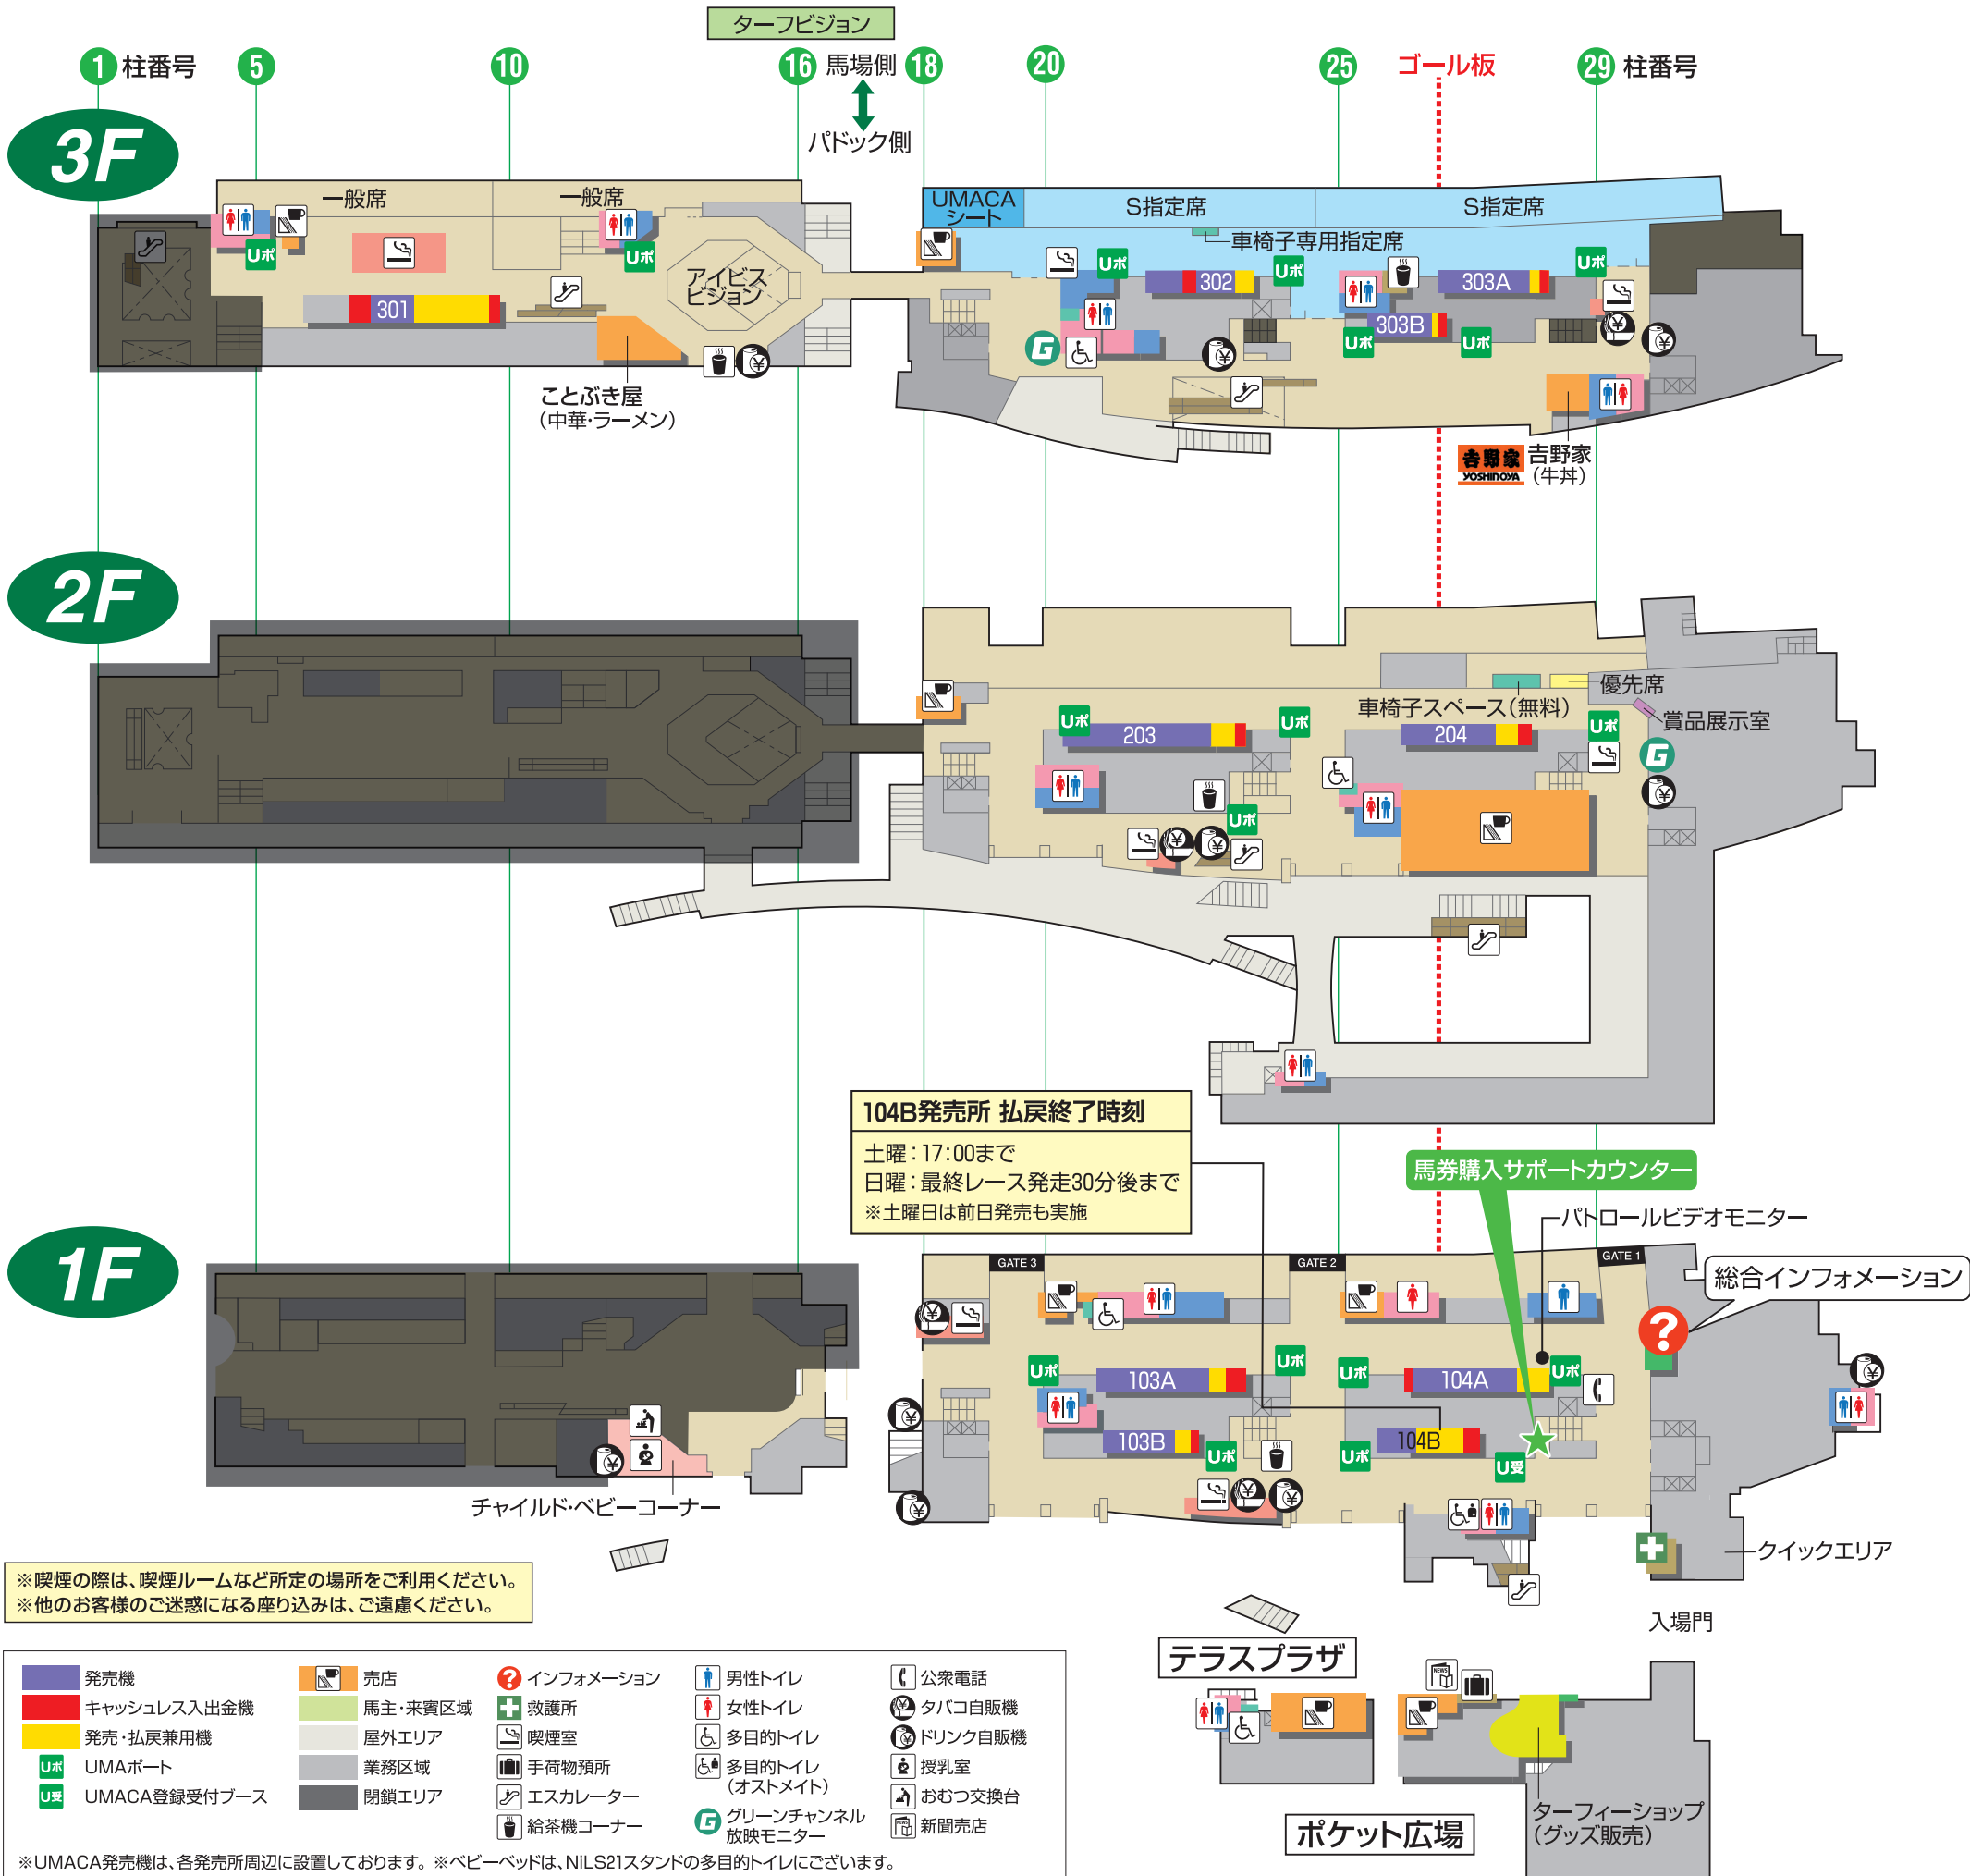 ターフビジョン
1 柱番号 5 10 16 馬場側 18 20 25 ゴール板 29 柱番号
パドック側
3F
一般席 一般席
UMACA
シート
S指定席 S指定席
車椅子専用指定席
Uポ Uポ Uポ Uポ Uポ
アイビス
ビジョン
301 302 303A
303B
Uポ Uポ
G
ことぶき屋
(中華・ラーメン)
吉野家
YOSHINOYA
吉野家
(牛丼)
2F
優先席
車椅子スペース(無料)
賞品展示室
Uポ Uポ Uポ
203 204
G
Uポ
104B発売所 払戻終了時刻
土曜：17:00まで
日曜：最終レース発走30分後まで
※土曜日は前日発売も実施
馬券購入サポートカウンター
パトロールビデオモニター
1F
GATE 3 GATE 2 GATE 1
総合インフォメーション
?
Uポ Uポ Uポ Uポ
103A 104A
103B 104B
Uポ Uポ
U受
チャイルド・ベビーコーナー
クイックエリア
入場門
※喫煙の際は、喫煙ルームなど所定の場所をご利用ください。
※他のお客様のご迷惑になる座り込みは、ご遠慮ください。
テラスプラザ
NEWS
ポケット広場
ターフィーショップ
(グッズ販売)
発売機
キャッシュレス入出金機
発売・払戻兼用機
Uポ UMAポート
U受 UMACA登録受付ブース
売店
馬主・来賓区域
屋外エリア
業務区域
閉鎖エリア
? インフォメーション
救護所
喫煙室
手荷物預所
エスカレーター
給茶機コーナー
男性トイレ
女性トイレ
多目的トイレ
多目的トイレ
(オストメイト)
G グリーンチャンネル
放映モニター
公衆電話
タバコ自販機
ドリンク自販機
授乳室
おむつ交換台
NEWS 新聞売店
※UMACA発売機は、各発売所周辺に設置しております。※ベビーベッドは、NiLS21スタンドの多目的トイレにございます。